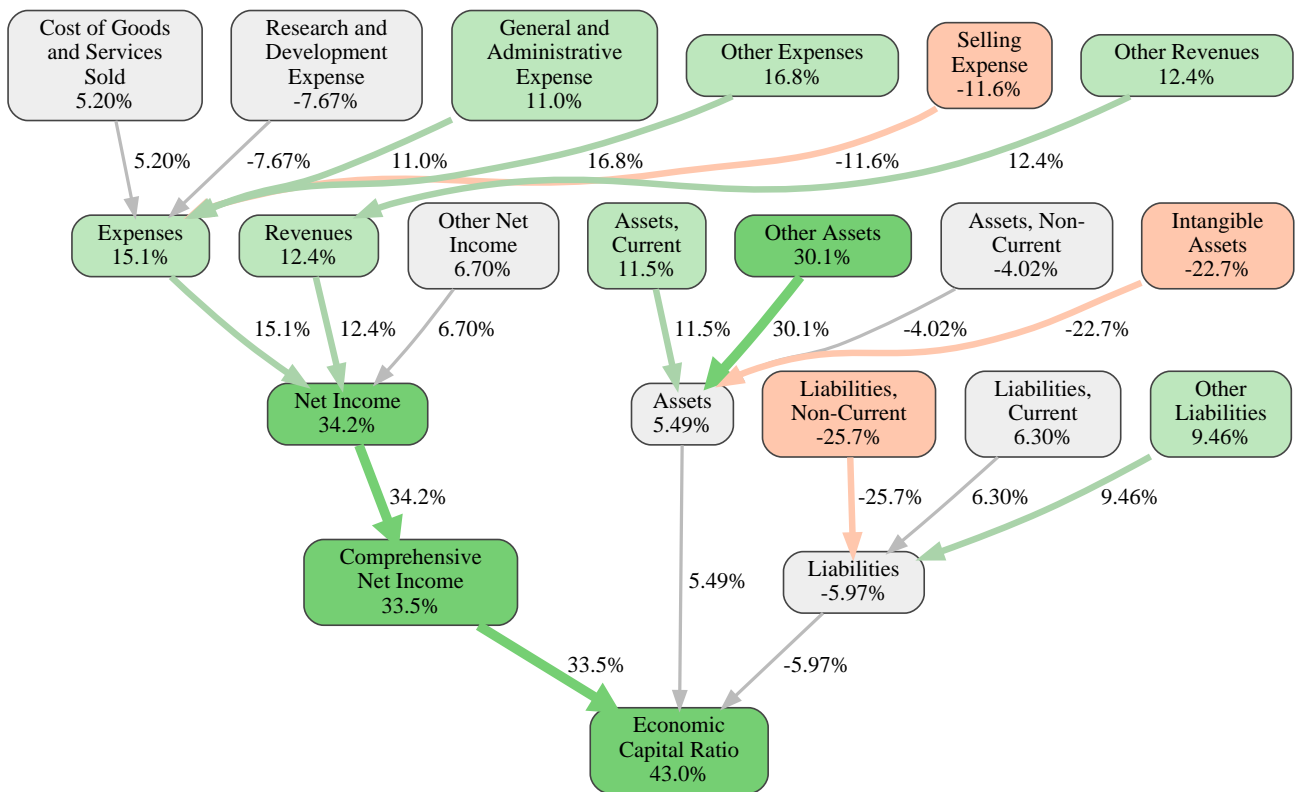 Cost of Goods
and Services
Sold
5.20%
Research and
Development
Expense
-7.67%
General and
Administrative
Expense
11.0%
Other Expenses
16.8%
Selling
Expense
-11.6%
Other Revenues
12.4%
5.20%
-7.67%
11.0%
16.8%
-11.6%
12.4%
Expenses
15.1%
Revenues
12.4%
Other Net
Income
6.70%
Assets,
Current
11.5%
Other Assets
30.1%
Assets, Non-
Current
-4.02%
Intangible
Assets
-22.7%
15.1%
12.4%
6.70%
11.5%
30.1%
-4.02%
-22.7%
Net Income
34.2%
Assets
5.49%
Liabilities,
Non-Current
-25.7%
Liabilities,
Current
6.30%
Other
Liabilities
9.46%
34.2%
-25.7%
6.30%
9.46%
Comprehensive
Net Income
33.5%
5.49%
Liabilities
-5.97%
33.5%
-5.97%
Economic
Capital Ratio
43.0%